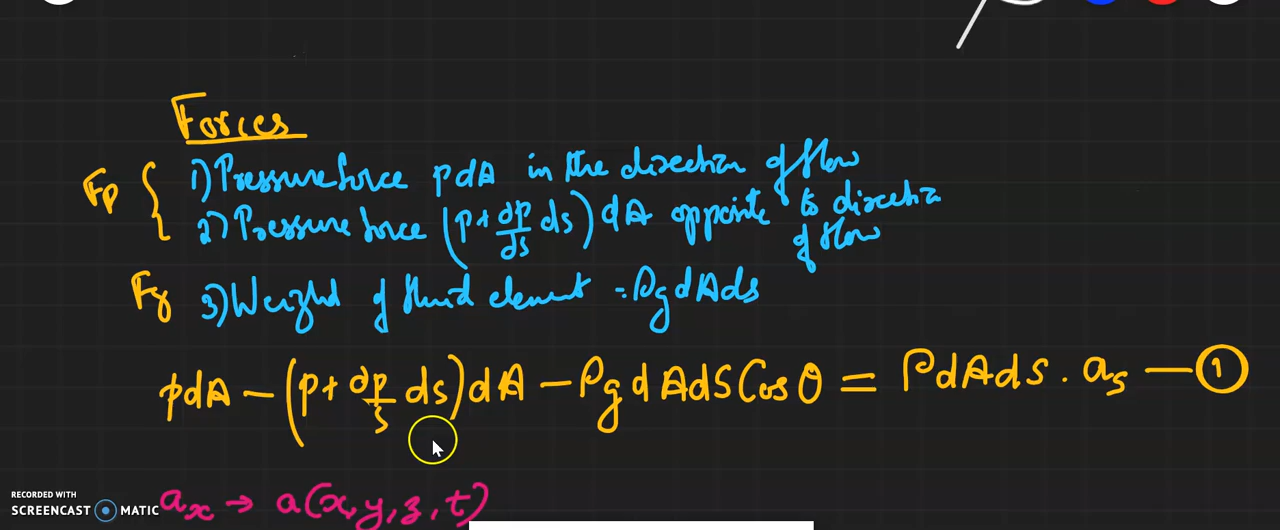 Forces
Fp { 1) Pressure force pdA in the direction of flow
2) Pressure force (p + ∂p/ds ds) dA opposite to direction
of flow
Fg 3) Weight of fluid element = ρg dA ds
pdA − (p + ∂p/s ds) dA − ρg dA ds Cos θ = ρdAds . as — ①
RECORDED WITH
SCREENCAST MATIC
ax → a(x, y, z, t)